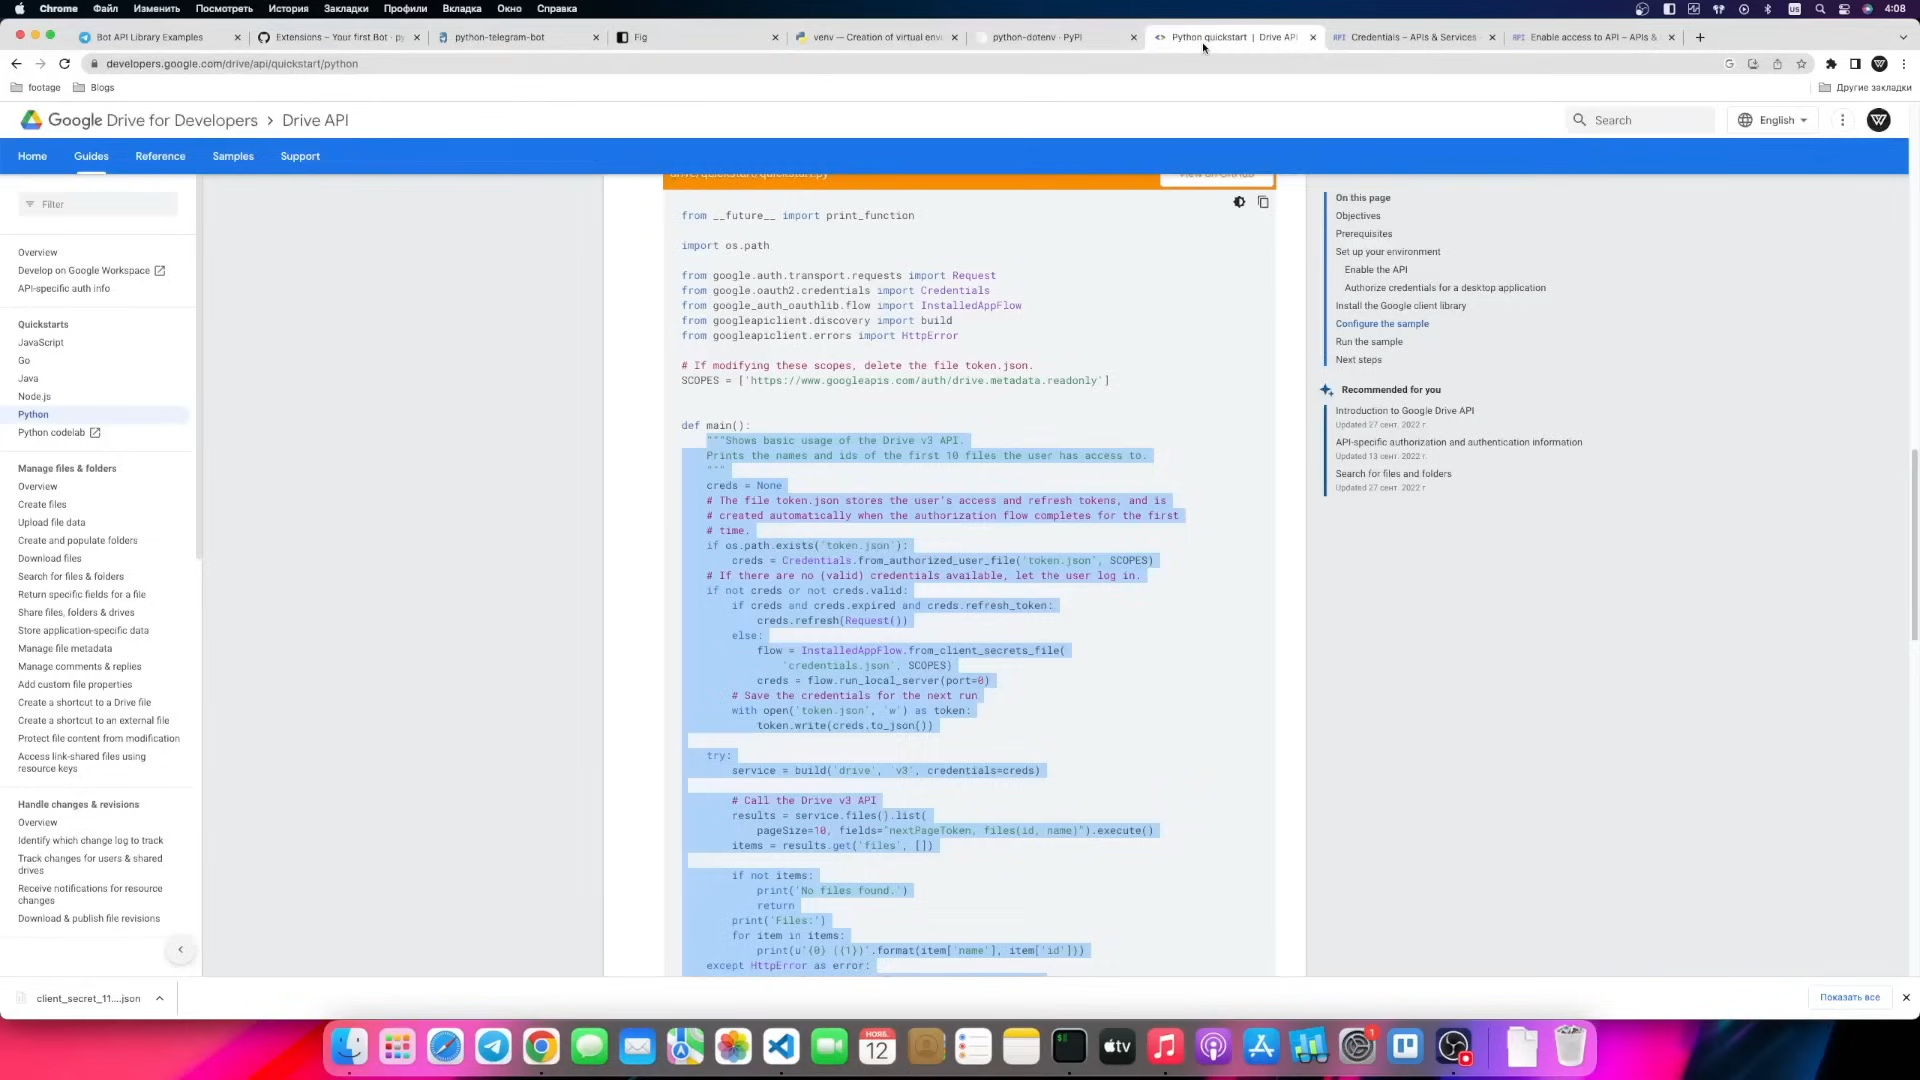 Chrome Файл Изменить Посмотреть История Закладки Профили Вкладка Окно Справка US 4:08
Bot API Library Examples
Extensions – Your first Bot · py
python-telegram-bot
Fig
venv — Creation of virtual env
python-dotenv · PyPI
Python quickstart | Drive API
Credentials – APIs & Services
Enable access to API – APIs &
developers.google.com/drive/api/quickstart/python
footage Blogs Другие закладки
Google Drive for Developers > Drive API
Search English
Home Guides Reference Samples Support
Filter
Overview
Develop on Google Workspace
API-specific auth info
Quickstarts
JavaScript
Go
Java
Node.js
Python
Python codelab
Manage files & folders
Overview
Create files
Upload file data
Create and populate folders
Download files
Search for files & folders
Return specific fields for a file
Share files, folders & drives
Store application-specific data
Manage file metadata
Manage comments & replies
Add custom file properties
Create a shortcut to a Drive file
Create a shortcut to an external file
Protect file content from modification
Access link-shared files using
resource keys
Handle changes & revisions
Overview
Identify which change log to track
Track changes for users & shared
drives
Receive notifications for resource
changes
Download & publish file revisions
drive/quickstart/quickstart.py View on GitHub
from __future__ import print_function
import os.path
from google.auth.transport.requests import Request
from google.oauth2.credentials import Credentials
from google_auth_oauthlib.flow import InstalledAppFlow
from googleapiclient.discovery import build
from googleapiclient.errors import HttpError
# If modifying these scopes, delete the file token.json.
SCOPES = ['https://www.googleapis.com/auth/drive.metadata.readonly']
def main():
"""Shows basic usage of the Drive v3 API.
Prints the names and ids of the first 10 files the user has access to.
"""
creds = None
# The file token.json stores the user's access and refresh tokens, and is
# created automatically when the authorization flow completes for the first
# time.
if os.path.exists('token.json'):
creds = Credentials.from_authorized_user_file('token.json', SCOPES)
# If there are no (valid) credentials available, let the user log in.
if not creds or not creds.valid:
if creds and creds.expired and creds.refresh_token:
creds.refresh(Request())
else:
flow = InstalledAppFlow.from_client_secrets_file(
'credentials.json', SCOPES)
creds = flow.run_local_server(port=0)
# Save the credentials for the next run
with open('token.json', 'w') as token:
token.write(creds.to_json())
try:
service = build('drive', 'v3', credentials=creds)
# Call the Drive v3 API
results = service.files().list(
pageSize=10, fields="nextPageToken, files(id, name)").execute()
items = results.get('files', [])
if not items:
print('No files found.')
return
print('Files:')
for item in items:
print(u'{0} ({1})'.format(item['name'], item['id']))
except HttpError as error:
On this page
Objectives
Prerequisites
Set up your environment
Enable the API
Authorize credentials for a desktop application
Install the Google client library
Configure the sample
Run the sample
Next steps
Recommended for you
Introduction to Google Drive API
Updated 27 сент. 2022 г.
API-specific authorization and authentication information
Updated 13 сент. 2022 г.
Search for files and folders
Updated 27 сент. 2022 г.
client_secret_11....json
Показать все
НОЯБ.
12
tv
1